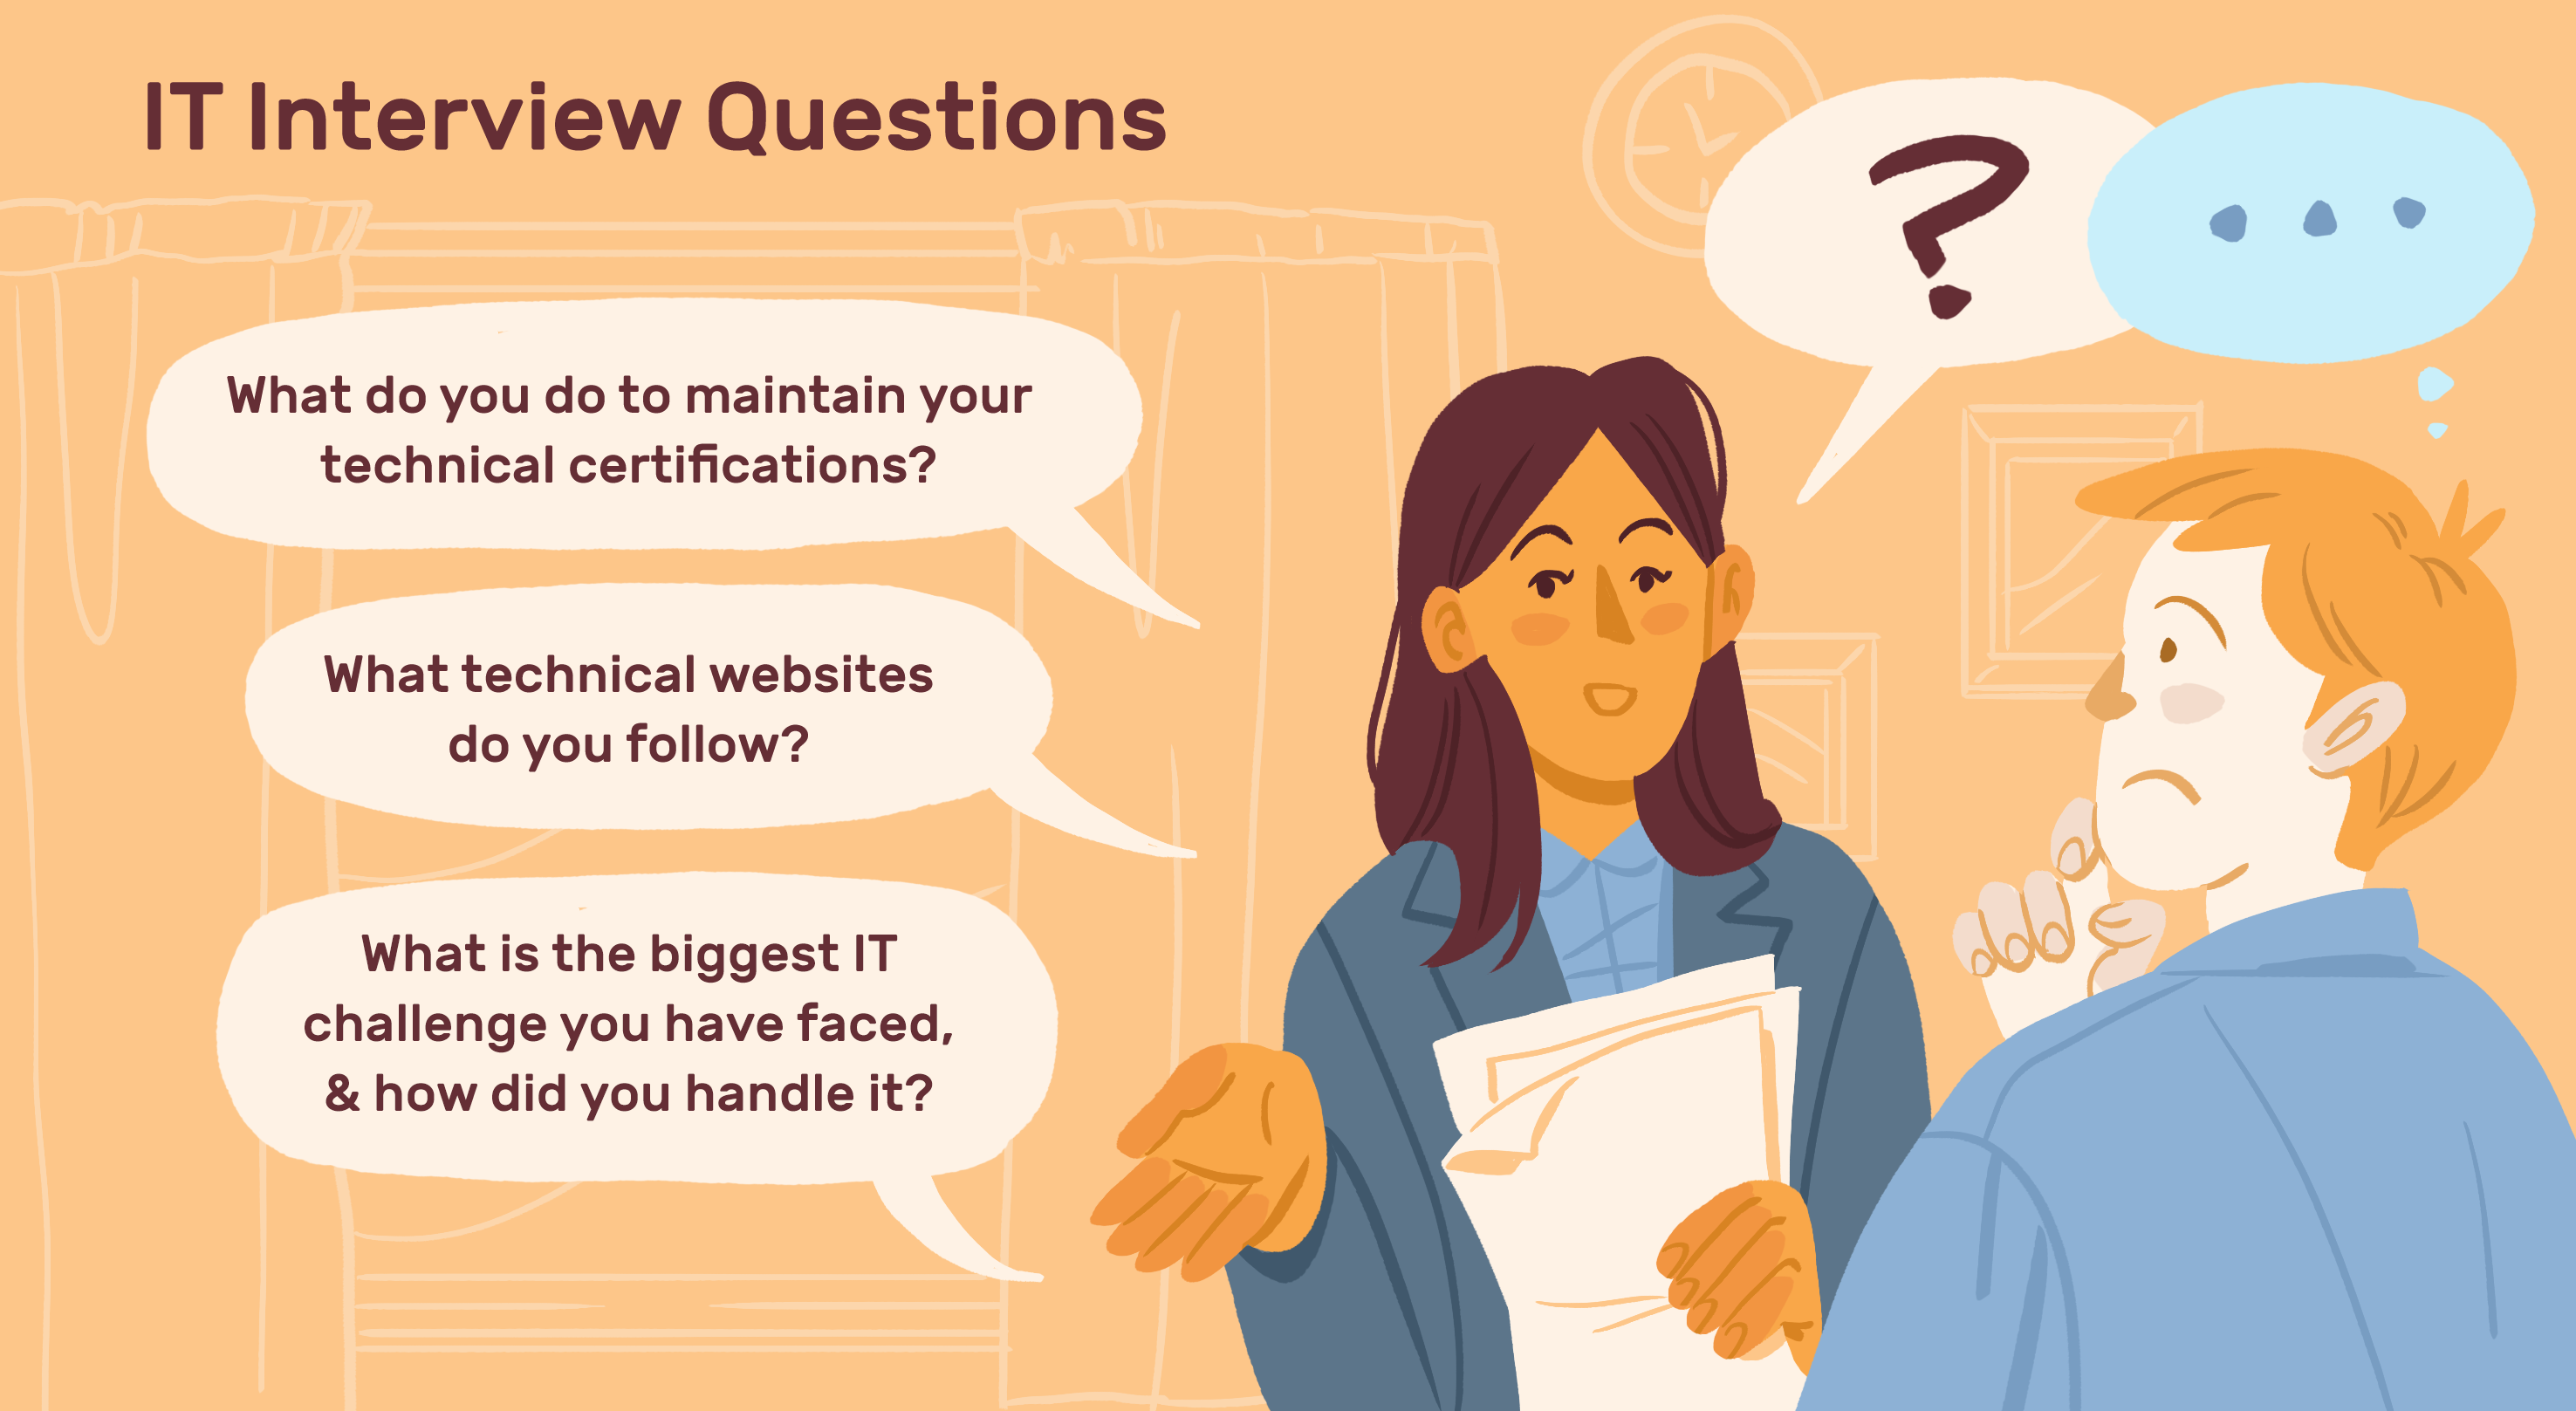 IT Interview Questions
What do you do to maintain your
technical certifications?
What technical websites
do you follow?
What is the biggest IT
challenge you have faced,
& how did you handle it?
?
...